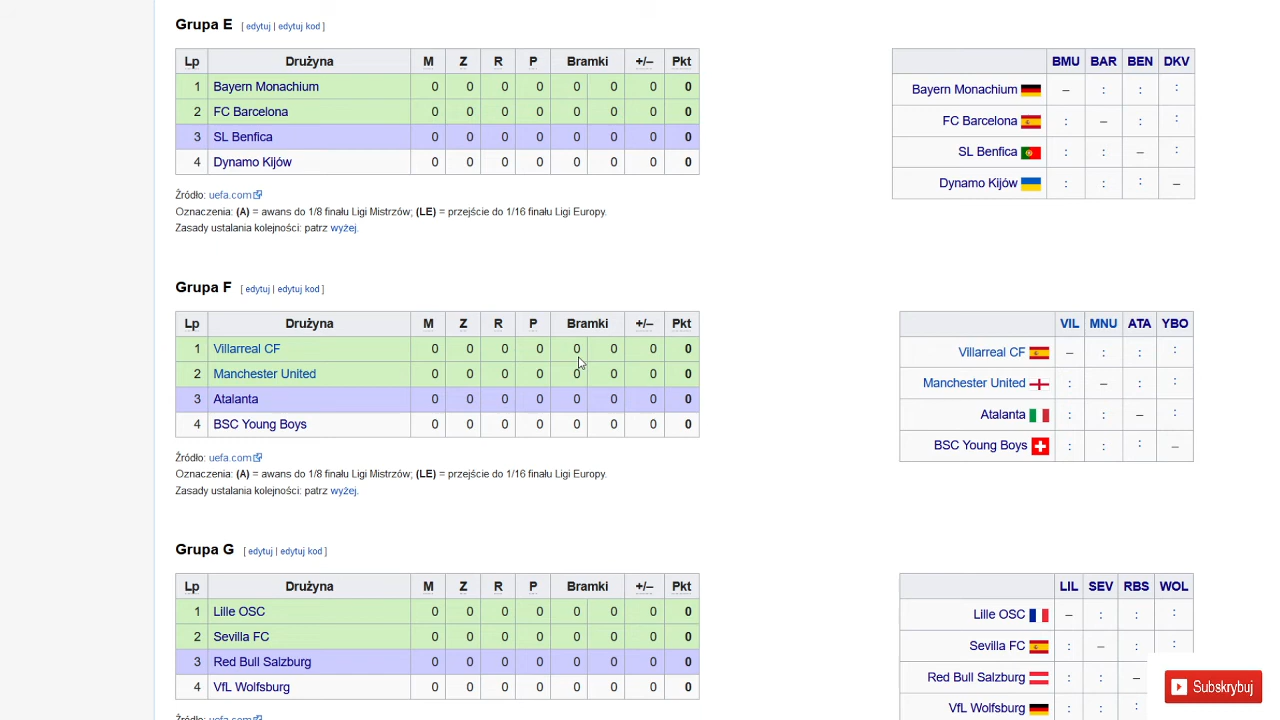 Grupa E [ edytuj | edytuj kod ]
Lp Drużyna M Z R P Bramki +/– Pkt
1 Bayern Monachium 0 0 0 0 0 0 0 0
2 FC Barcelona 0 0 0 0 0 0 0 0
3 SL Benfica 0 0 0 0 0 0 0 0
4 Dynamo Kijów 0 0 0 0 0 0 0 0
BMU BAR BEN DKV
Bayern Monachium – : : :
FC Barcelona : – : :
SL Benfica : : – :
Dynamo Kijów : : : –
Źródło: uefa.com
Oznaczenia: (A) = awans do 1/8 finału Ligi Mistrzów; (LE) = przejście do 1/16 finału Ligi Europy.
Zasady ustalania kolejności: patrz wyżej.
Grupa F [ edytuj | edytuj kod ]
Lp Drużyna M Z R P Bramki +/– Pkt
1 Villarreal CF 0 0 0 0 0 0 0 0
2 Manchester United 0 0 0 0 0 0 0 0
3 Atalanta 0 0 0 0 0 0 0 0
4 BSC Young Boys 0 0 0 0 0 0 0 0
VIL MNU ATA YBO
Villarreal CF – : : :
Manchester United : – : :
Atalanta : : – :
BSC Young Boys : : : –
Źródło: uefa.com
Oznaczenia: (A) = awans do 1/8 finału Ligi Mistrzów; (LE) = przejście do 1/16 finału Ligi Europy.
Zasady ustalania kolejności: patrz wyżej.
Grupa G [ edytuj | edytuj kod ]
Lp Drużyna M Z R P Bramki +/– Pkt
1 Lille OSC 0 0 0 0 0 0 0 0
2 Sevilla FC 0 0 0 0 0 0 0 0
3 Red Bull Salzburg 0 0 0 0 0 0 0 0
4 VfL Wolfsburg 0 0 0 0 0 0 0 0
LIL SEV RBS WOL
Lille OSC – : : :
Sevilla FC : – : :
Red Bull Salzburg : : –
VfL Wolfsburg : : :
Źródło: uefa.com
Subskrybuj